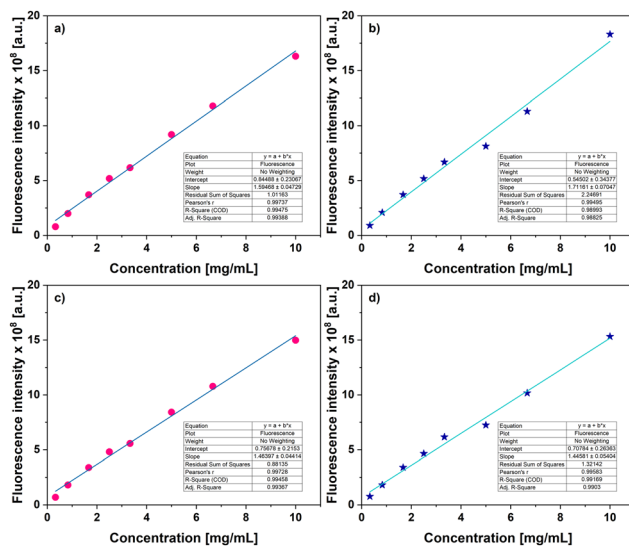 a)
Fluorescence intensity x 10⁸ [a.u.]
20
15
10
5
0
0 2 4 6 8 10
Concentration [mg/mL]
Equation y = a + b*x
Plot Fluorescence
Weight No Weighting
Intercept 0.84488 ± 0.23067
Slope 1.59468 ± 0.04729
Residual Sum of Squares 1.01163
Pearson's r 0.99737
R-Square (COD) 0.99475
Adj. R-Square 0.99388
b)
Fluorescence intensity x 10⁸ [a.u.]
20
15
10
5
0
0 2 4 6 8 10
Concentration [mg/mL]
Equation y = a + b*x
Plot Fluorescence
Weight No Weighting
Intercept 0.54502 ± 0.34377
Slope 1.71161 ± 0.07047
Residual Sum of Squares 2.24691
Pearson's r 0.99495
R-Square (COD) 0.98993
Adj. R-Square 0.98825
c)
Fluorescence intensity x 10⁸ [a.u.]
20
15
10
5
0
0 2 4 6 8 10
Concentration [mg/mL]
Equation y = a + b*x
Plot Fluorescence
Weight No Weighting
Intercept 0.75678 ± 0.2153
Slope 1.46397 ± 0.04414
Residual Sum of Squares 0.88135
Pearson's r 0.99728
R-Square (COD) 0.99458
Adj. R-Square 0.99367
d)
Fluorescence intensity x 10⁸ [a.u.]
20
15
10
5
0
0 2 4 6 8 10
Concentration [mg/mL]
Equation y = a + b*x
Plot Fluorescence
Weight No Weighting
Intercept 0.70784 ± 0.26363
Slope 1.44581 ± 0.05404
Residual Sum of Squares 1.32142
Pearson's r 0.99583
R-Square (COD) 0.99169
Adj. R-Square 0.9903